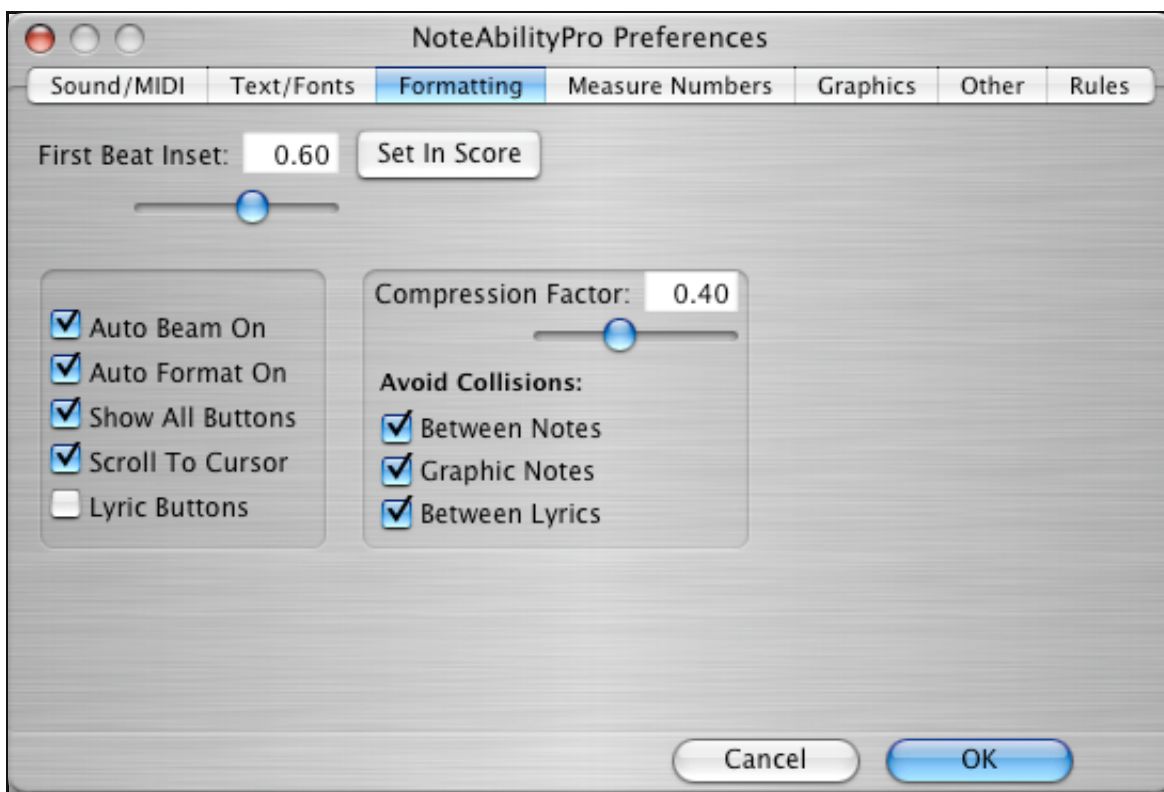 NoteAbilityPro Preferences
Sound/MIDI Text/Fonts Formatting Measure Numbers Graphics Other Rules
First Beat Inset: 0.60 Set In Score
Auto Beam On
Auto Format On
Show All Buttons
Scroll To Cursor
Lyric Buttons
Compression Factor: 0.40
Avoid Collisions:
Between Notes
Graphic Notes
Between Lyrics
Cancel OK